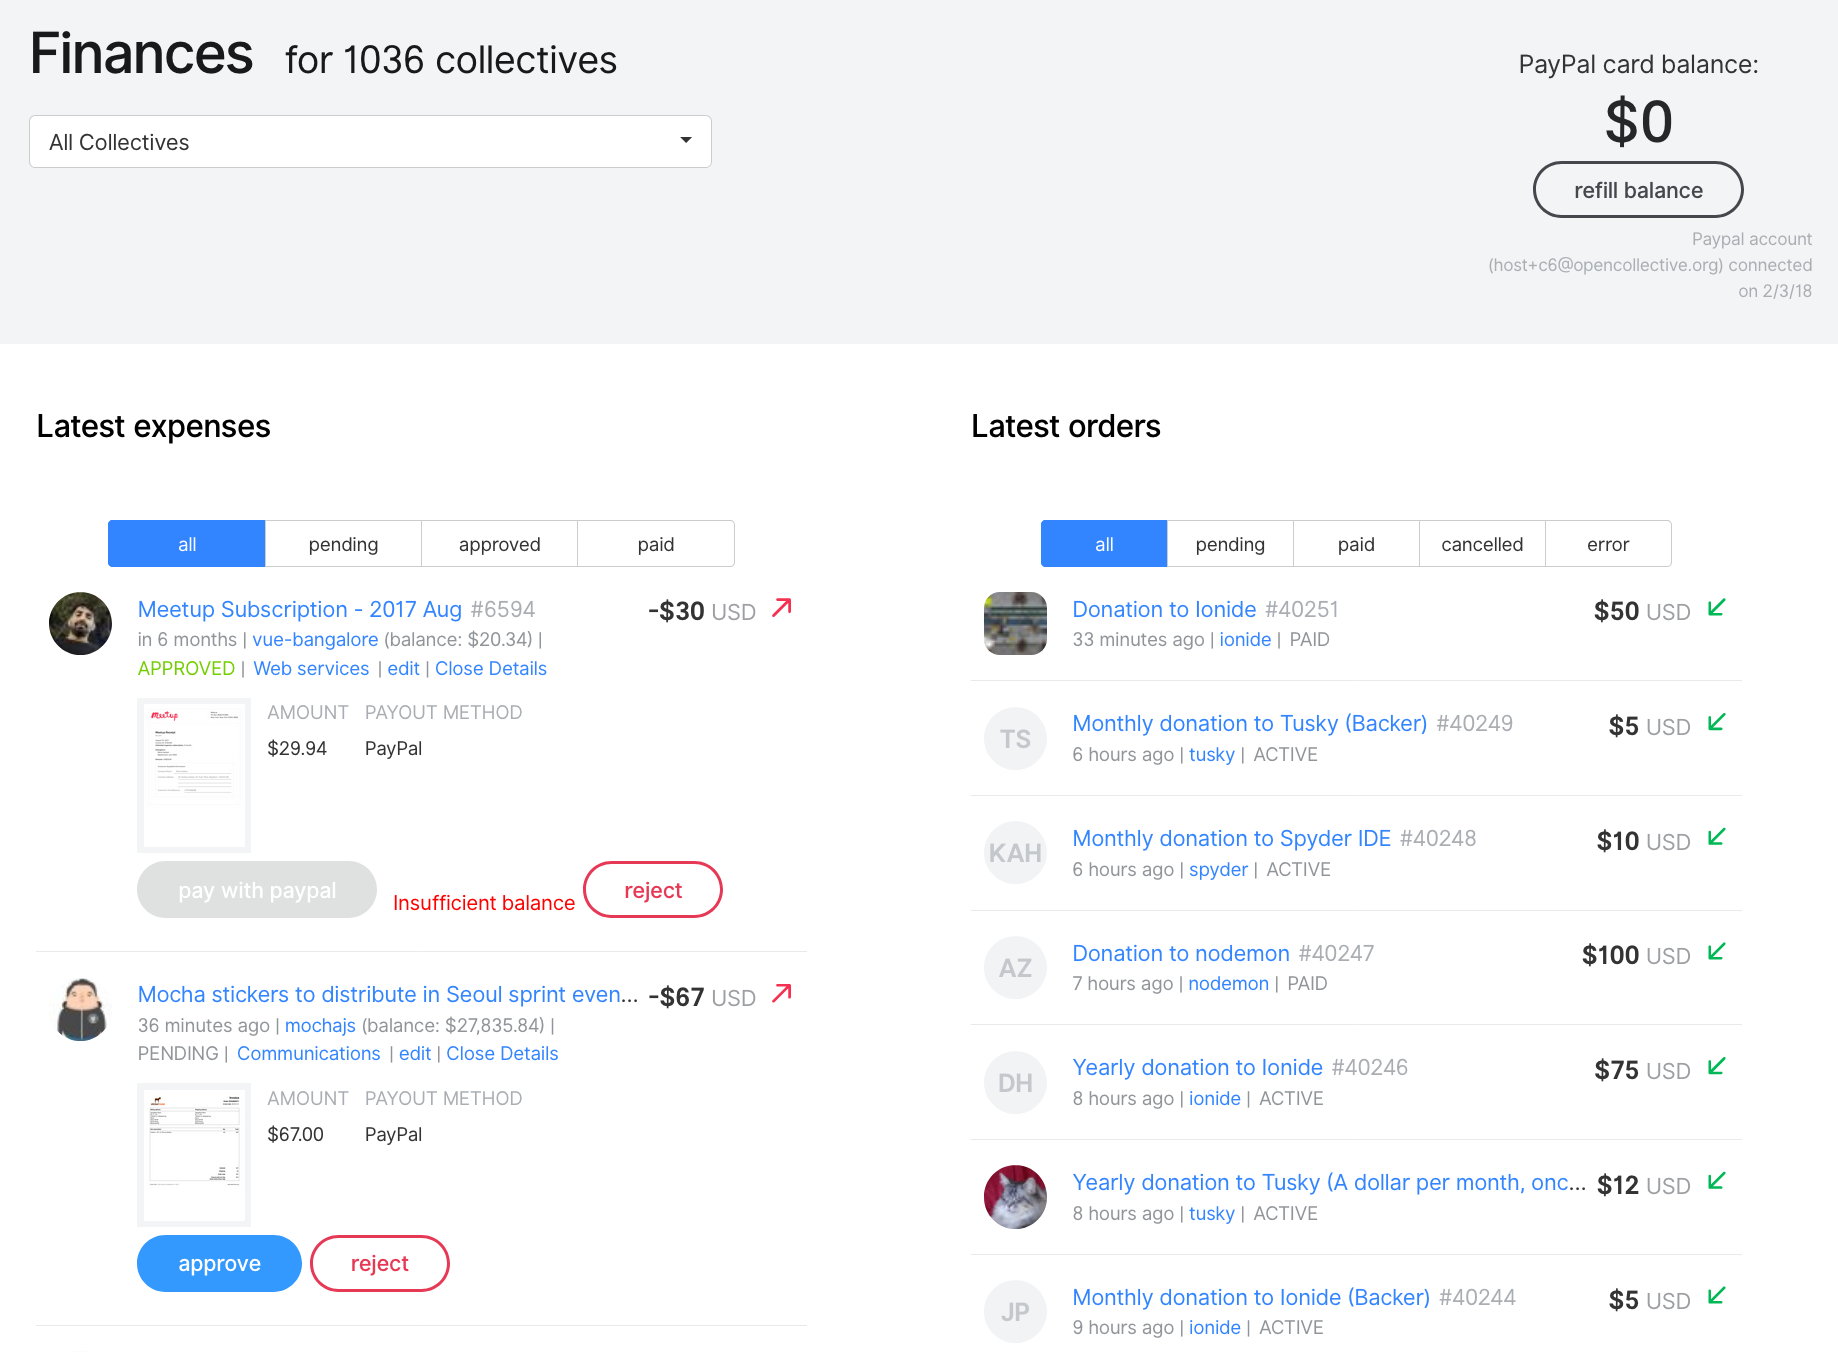 Finances for 1036 collectives
All Collectives
PayPal card balance:
$0
refill balance
Paypal account
(host+c6@opencollective.org) connected
on 2/3/18
Latest expenses
all pending approved paid
Meetup Subscription - 2017 Aug #6594 -$30 USD
in 6 months | vue-bangalore (balance: $20.34) |
APPROVED | Web services | edit | Close Details
Meetup
AMOUNT PAYOUT METHOD
$29.94 PayPal
pay with paypal Insufficient balance reject
Mocha stickers to distribute in Seoul sprint even... -$67 USD
36 minutes ago | mochajs (balance: $27,835.84) |
PENDING | Communications | edit | Close Details
AMOUNT PAYOUT METHOD
$67.00 PayPal
approve reject
Latest orders
all pending paid cancelled error
Donation to Ionide #40251 $50 USD
33 minutes ago | ionide | PAID
TS
Monthly donation to Tusky (Backer) #40249 $5 USD
6 hours ago | tusky | ACTIVE
KAH
Monthly donation to Spyder IDE #40248 $10 USD
6 hours ago | spyder | ACTIVE
AZ
Donation to nodemon #40247 $100 USD
7 hours ago | nodemon | PAID
DH
Yearly donation to Ionide #40246 $75 USD
8 hours ago | ionide | ACTIVE
Yearly donation to Tusky (A dollar per month, onc... $12 USD
8 hours ago | tusky | ACTIVE
JP
Monthly donation to Ionide (Backer) #40244 $5 USD
9 hours ago | ionide | ACTIVE